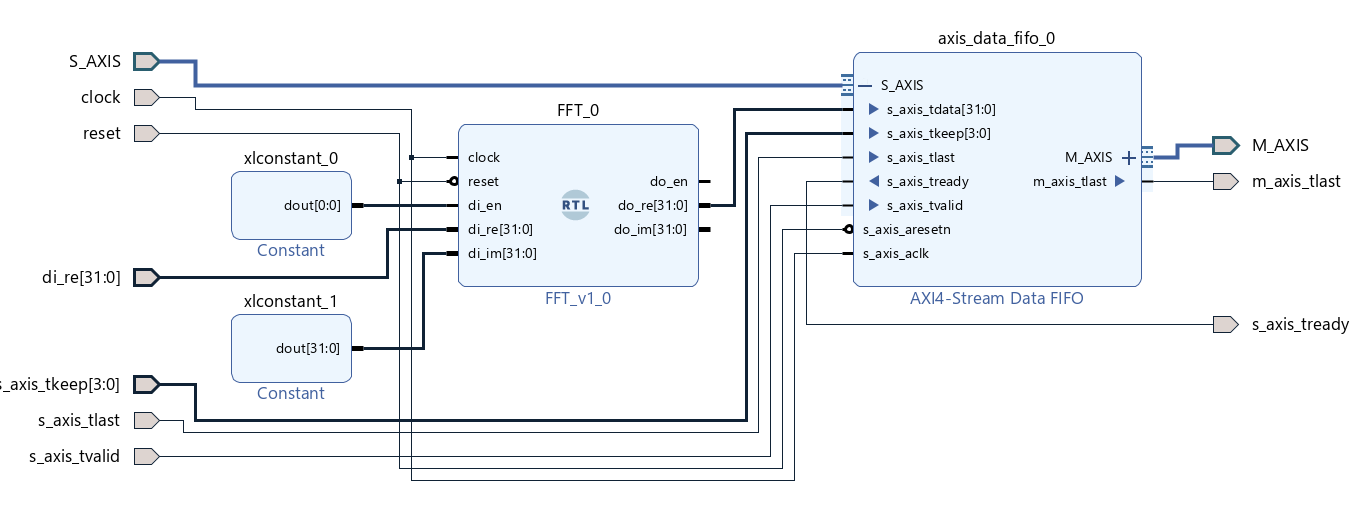 S_AXIS
clock
reset
di_re[31:0]
s_axis_tkeep[3:0]
s_axis_tlast
s_axis_tvalid
xlconstant_0
dout[0:0]
Constant
xlconstant_1
dout[31:0]
Constant
FFT_0
clock
reset
di_en
di_re[31:0]
di_im[31:0]
RTL
do_en
do_re[31:0]
do_im[31:0]
FFT_v1_0
axis_data_fifo_0
S_AXIS
s_axis_tdata[31:0]
s_axis_tkeep[3:0]
s_axis_tlast
s_axis_tready
s_axis_tvalid
s_axis_aresetn
s_axis_aclk
M_AXIS
m_axis_tlast
AXI4-Stream Data FIFO
M_AXIS
m_axis_tlast
s_axis_tready